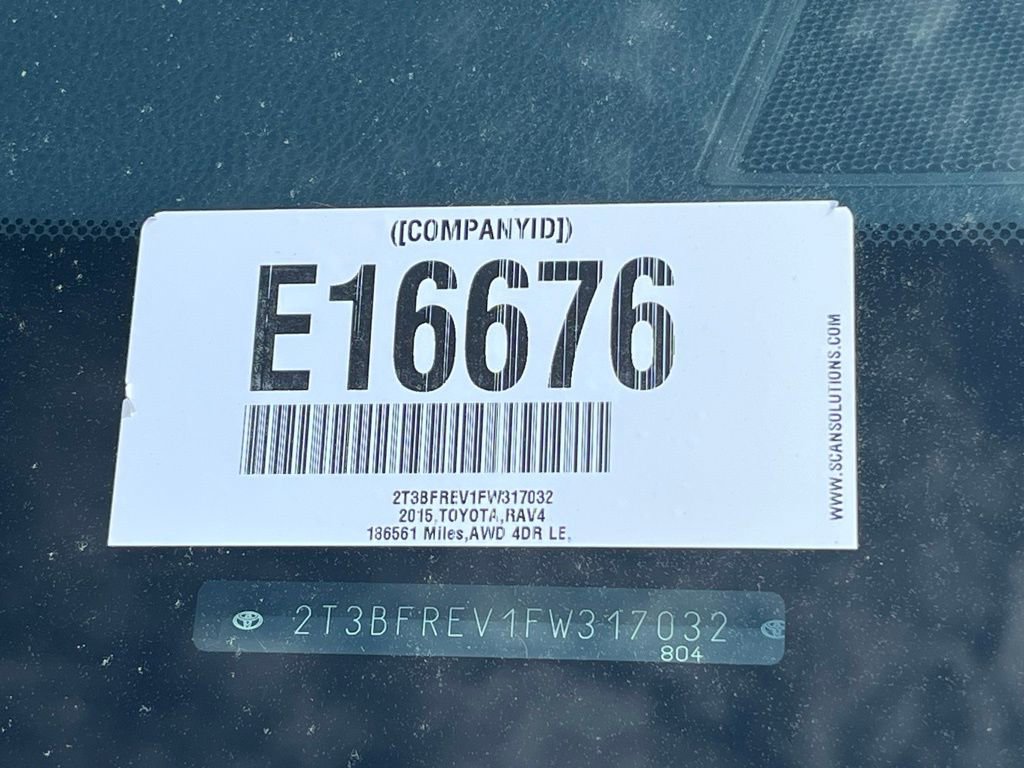 ([COMPANYID])
E16676
2T3BFREV1FW317032
2015,TOYOTA,RAV4
186561 Miles,AWD 4DR LE,
WWW.SCANSOLUTIONS.COM
2T3BFREV1FW317032
804